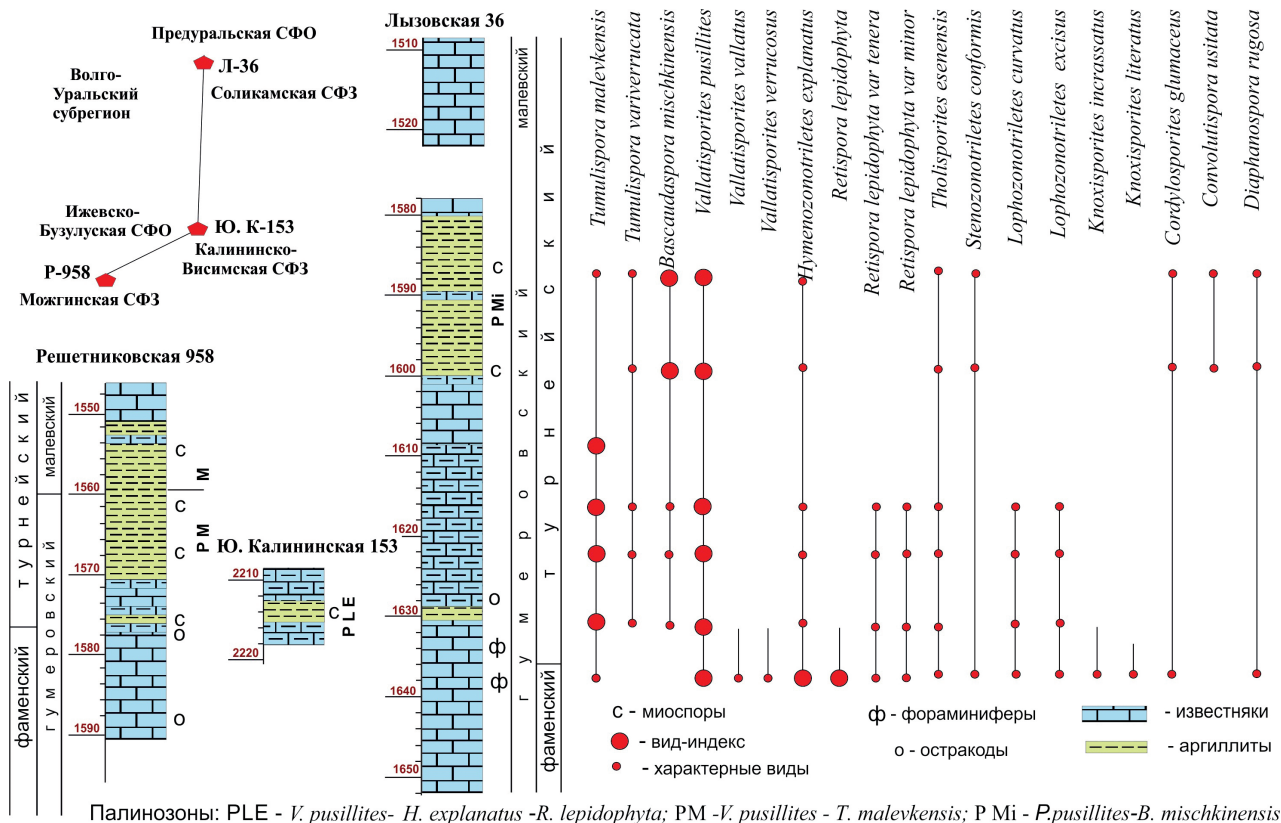 Предуральская СФО
Л-36
Волго-
Уральский
субрегион
Соликамская СФЗ
Ижевско-
Бузулуская СФО
Ю. К-153
Калининско-
Висимская СФЗ
Р-958
Можгинская СФЗ
Решетниковская 958
турнейский
фаменский
малевский
гумеровский
1550
1560
1570
1580
1590
С
С
С
С
О
О
М
РМ
Ю. Калининская 153
2210
2220
С
PLE
Лызовская 36
1510
1520
1580
1590
1600
1610
1620
1630
1640
1650
С
С
О
ф
ф
Р Мi
малевский
гумеровский
турнейский
фаменский
Tumulispora malevkensis
Tumulispora variverrucata
Bascaudaspora mischkinensis
Vallatisporites pusillites
Vallatisporites vallatus
Vallatisporites verrucosus
Hymenozonotriletes explanatus
Retispora lepidophyta
Retispora lepidophyta var tenera
Retispora lepidophyta var minor
Tholisporites esenensis
Stenozonotriletes conformis
Lophozonotriletes curvatus
Lophozonotriletes excisus
Knoxisporites incrassatus
Knoxisporites literatus
Cordylosporites glumaceus
Convolutispora usitata
Diaphanospora rugosa
С - миоспоры
- вид-индекс
- характерные виды
ф - фораминиферы
о - остракоды
- известняки
- аргиллиты
Палинозоны: PLE - V. pusillites- H. explanatus -R. lepidophyta; PM -V. pusillites - T. malevkensis; P Mi - P.pusillites-B. mischkinensis